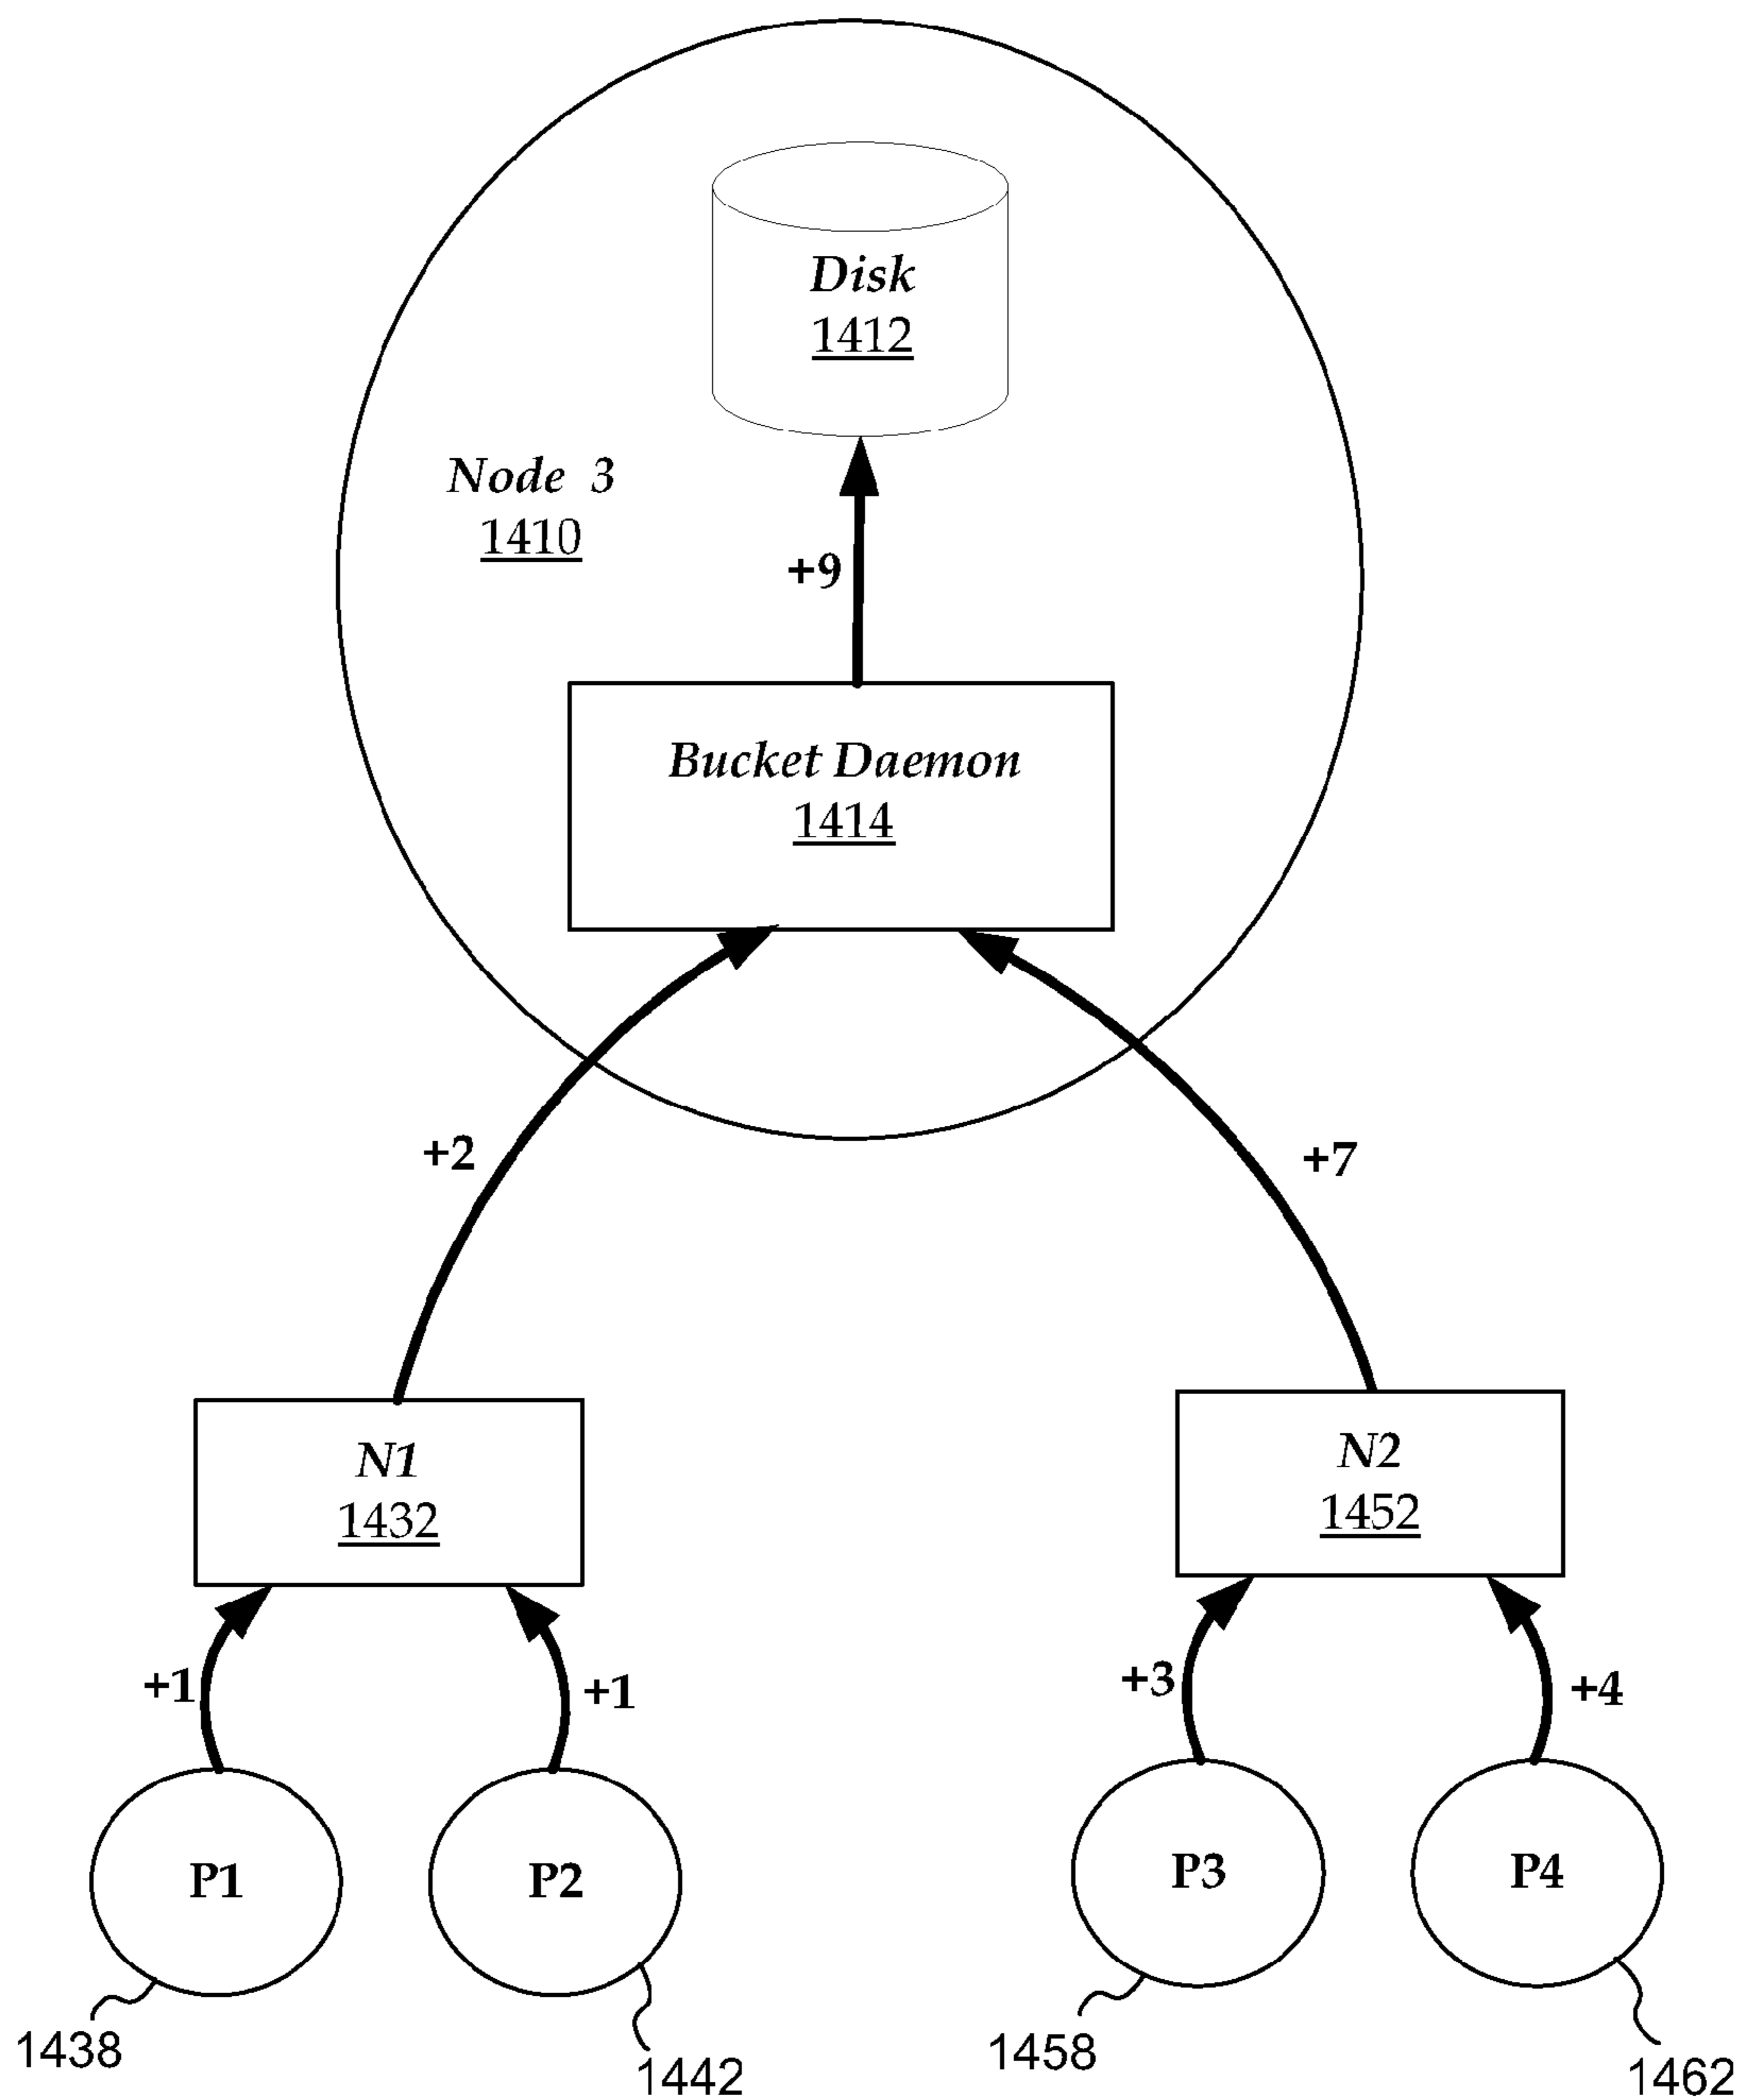 Disk
1412
Node 3
1410
+9
Bucket Daemon
1414
+2
+7
N1
1432
N2
1452
+1
+1
+3
+4
P1
P2
P3
P4
1438
1442
1458
1462